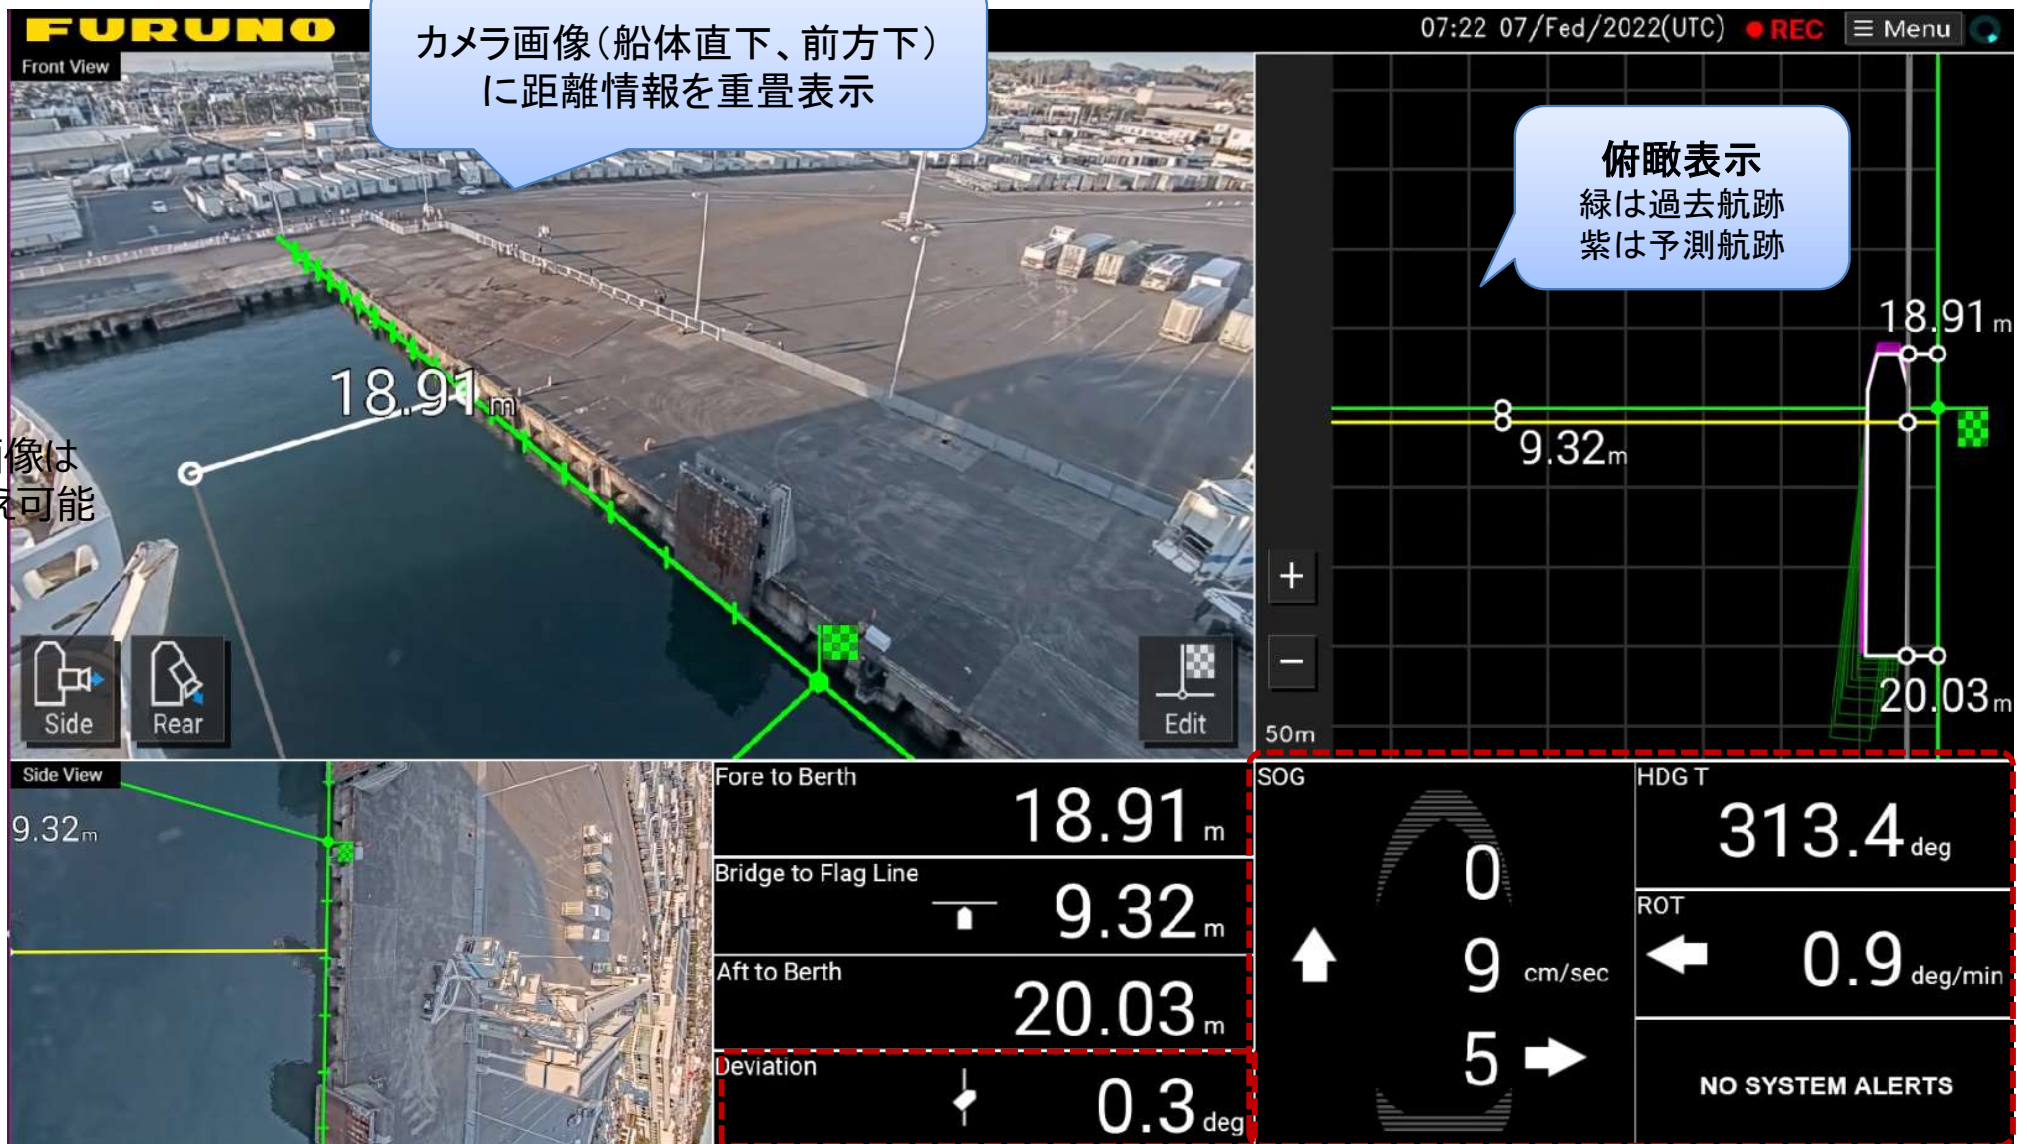 FURUNO
カメラ画像（船体直下、前方下）
に距離情報を重畳表示
07:22 07/Fed/2022(UTC)
REC
Menu
Front View
俯瞰表示
緑は過去航跡
紫は予測航跡
18.91 m
18.91 m
9.32m
像は
え可能
+
−
20.03 m
50m
Side
Rear
Edit
Side View
9.32m
Fore to Berth
18.91 m
Bridge to Flag Line
9.32 m
Aft to Berth
20.03 m
Deviation
0.3 deg
SOG
0
9 cm/sec
5
HDG T
313.4 deg
ROT
0.9 deg/min
NO SYSTEM ALERTS